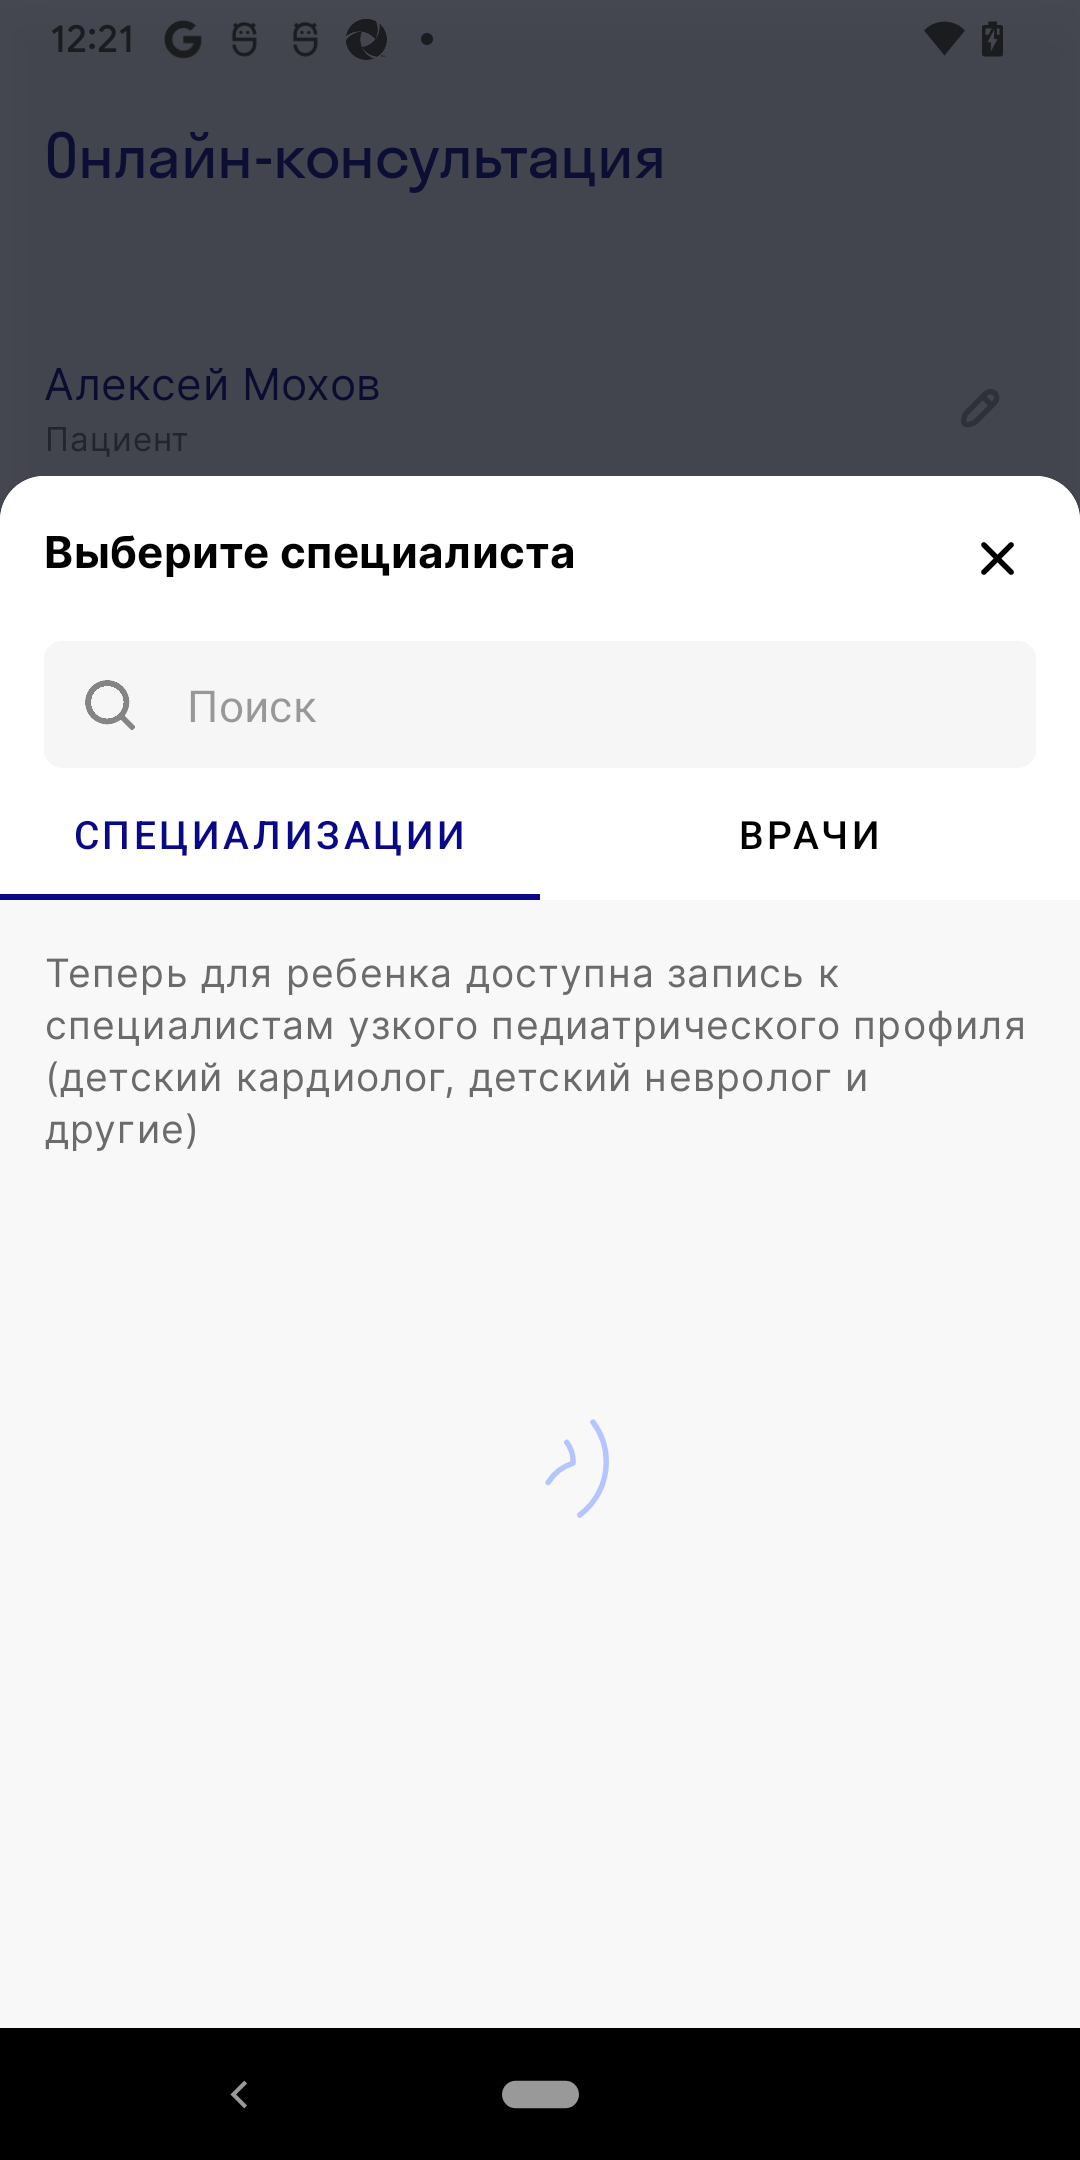 12:21
Онлайн-консультация
Алексей Мохов
Пациент
Выберите специалиста
Поиск
СПЕЦИАЛИЗАЦИИ
ВРАЧИ
Теперь для ребенка доступна запись к
специалистам узкого педиатрического профиля
(детский кардиолог, детский невролог и
другие)